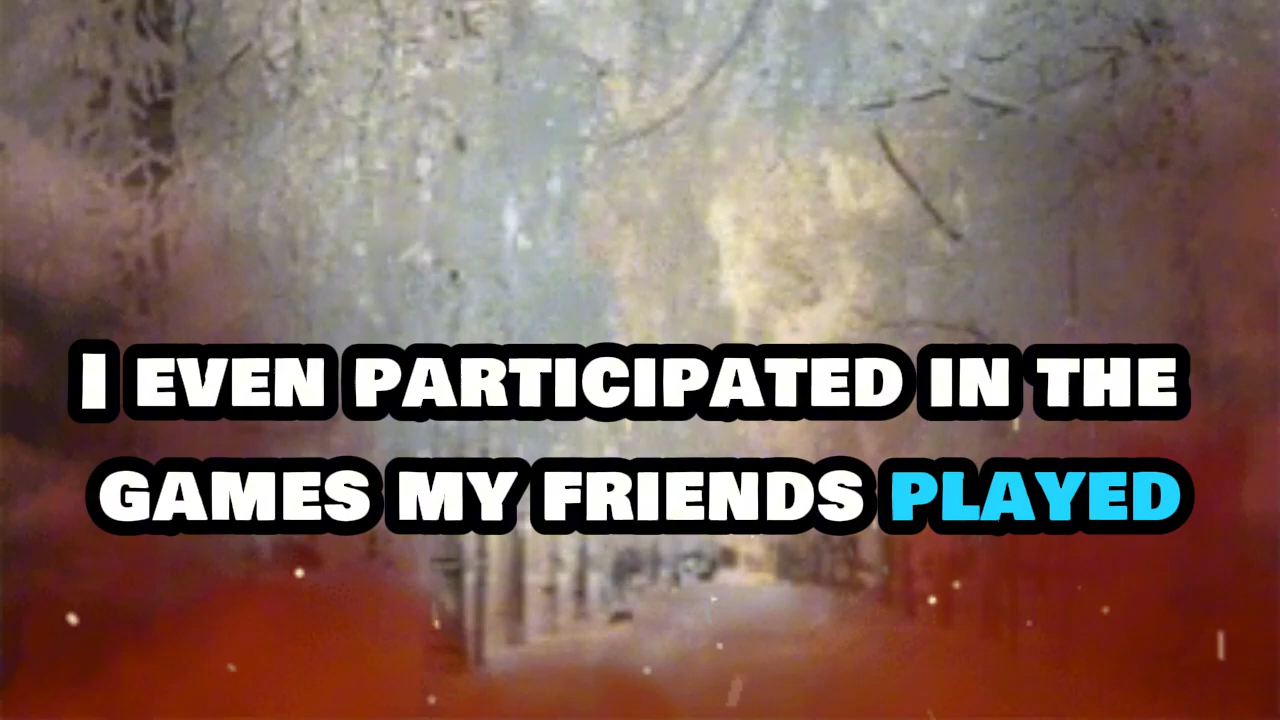 I EVEN PARTICIPATED IN THE
GAMES MY FRIENDS PLAYED